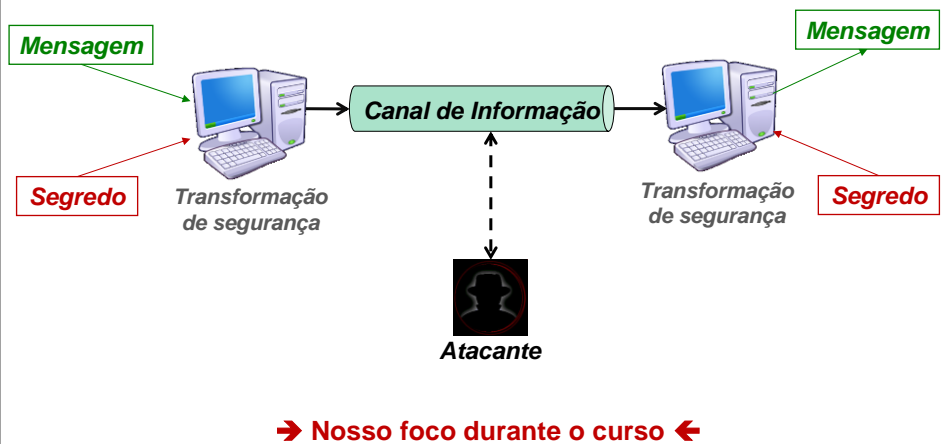 Mensagem
Mensagem
Canal de Informação
Segredo
Transformação
de segurança
Transformação
de segurança
Segredo
Atacante
➔ Nosso foco durante o curso 🡸